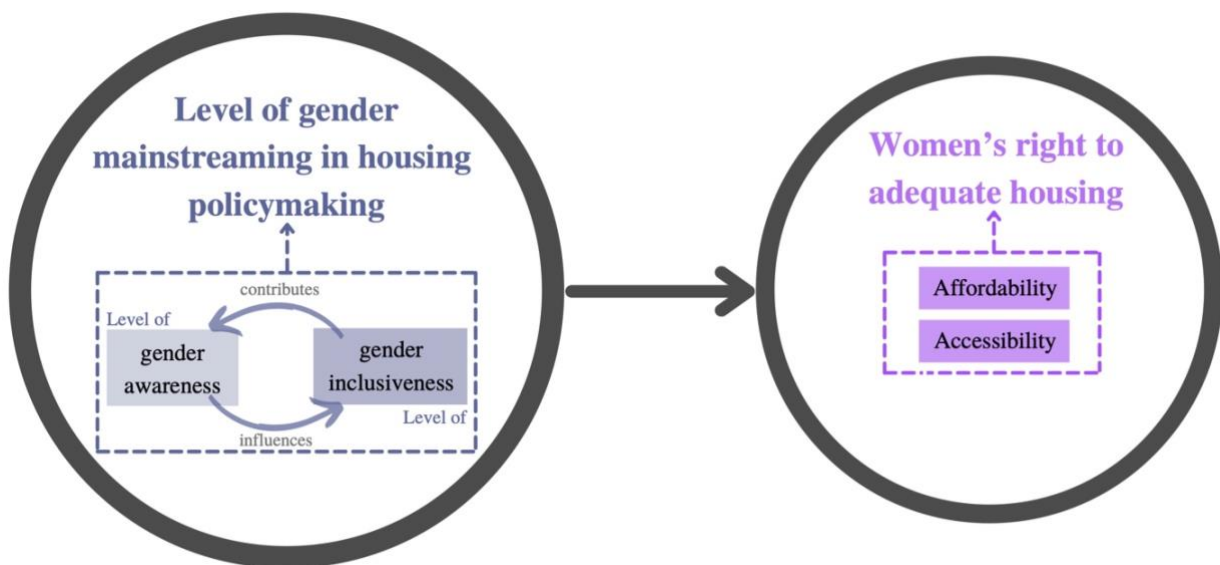 Level of gender
mainstreaming in housing
policymaking
contributes
Level of
gender
awareness
gender
inclusiveness
Level of
influences
Women’s right to
adequate housing
Affordability
Accessibility